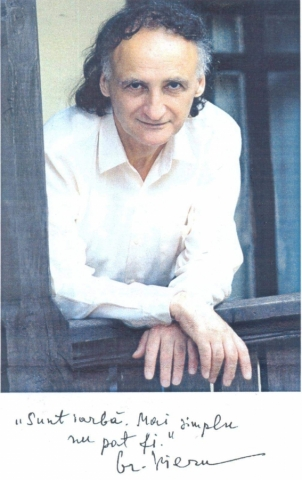 „Sunt iarbă. Mai simplu
nu pot fi.”
Gr. Vieru